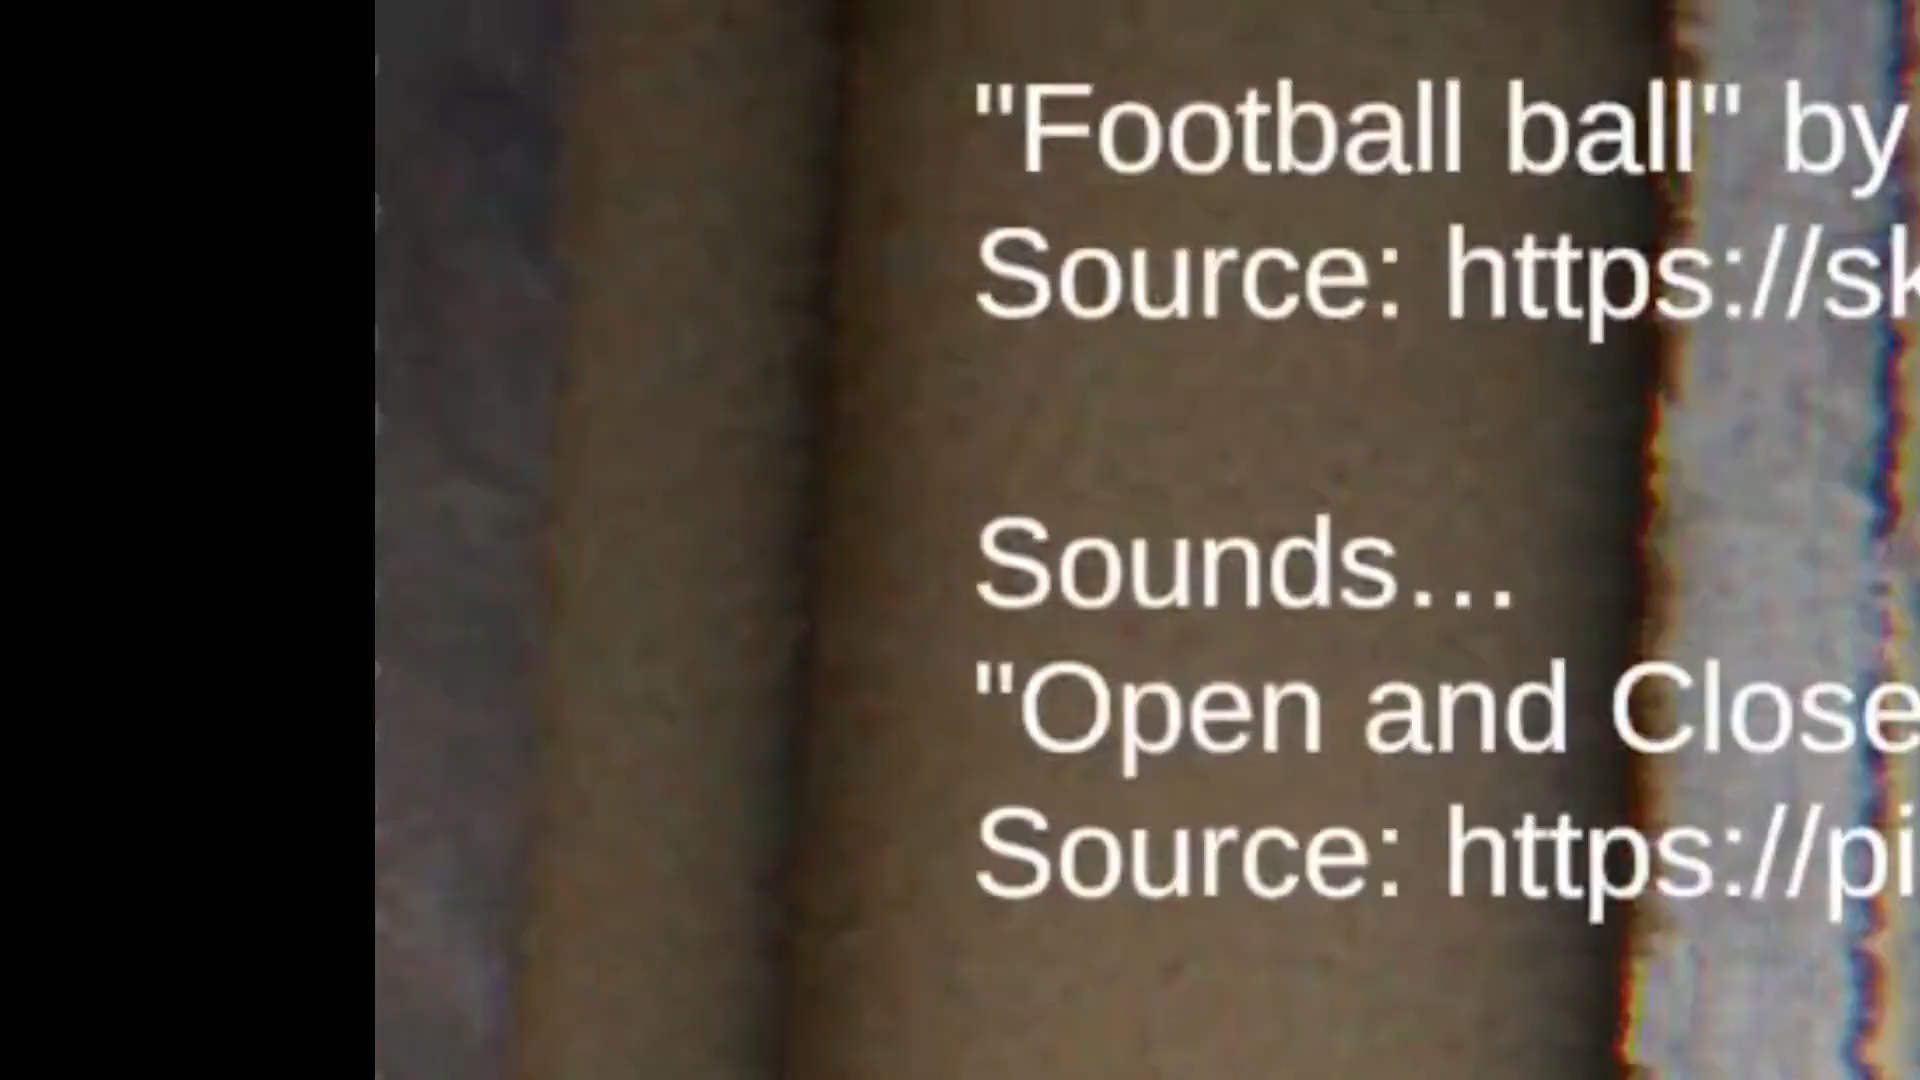 "Football ball" by
Source: https://sk
Sounds...
"Open and Close
Source: https://pi